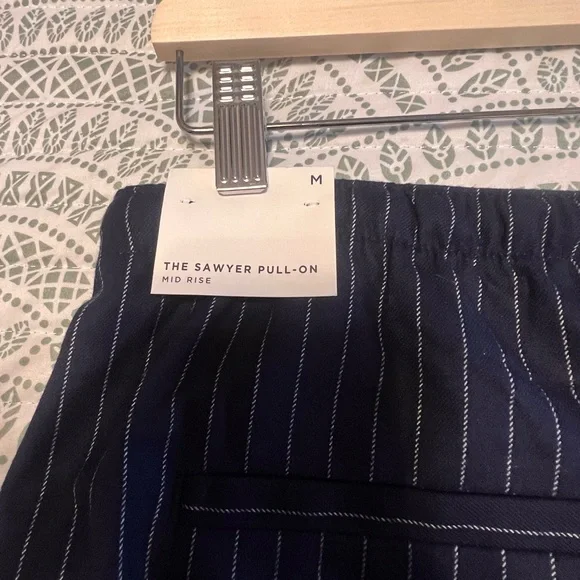 M
THE SAWYER PULL-ON
MID RISE